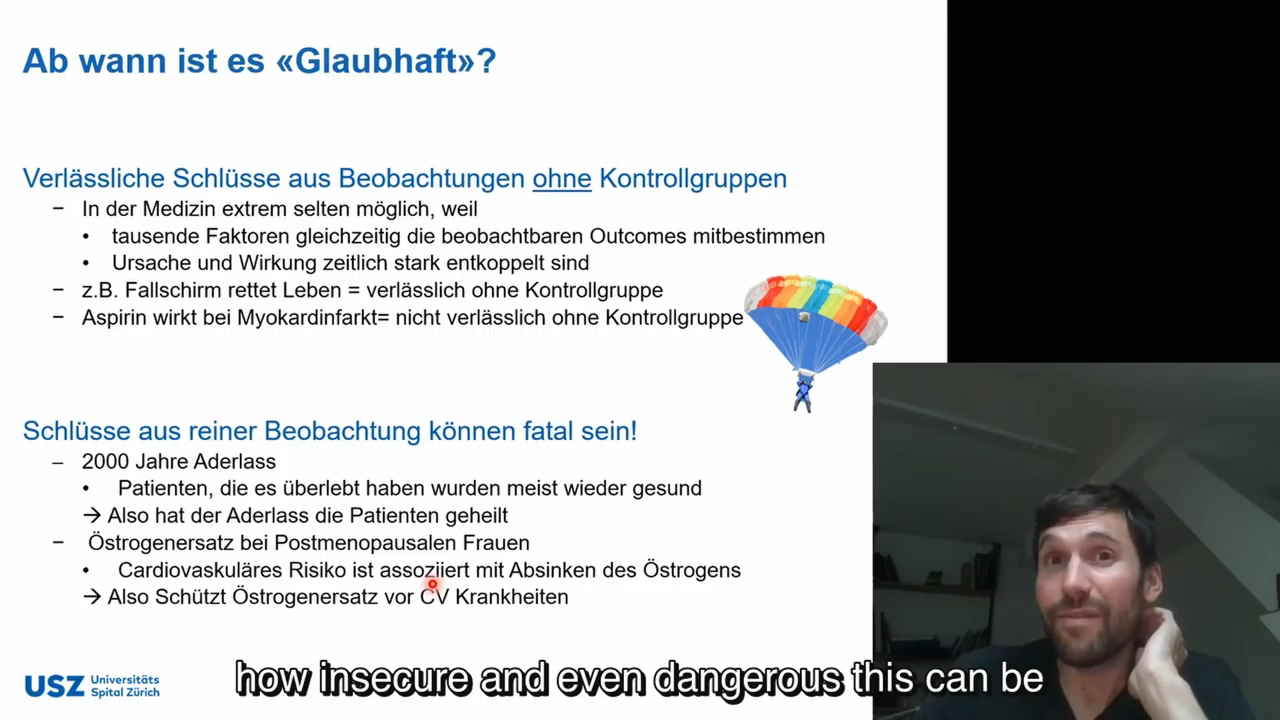 Ab wann ist es «Glaubhaft»?
Verlässliche Schlüsse aus Beobachtungen ohne Kontrollgruppen
– In der Medizin extrem selten möglich, weil
• tausende Faktoren gleichzeitig die beobachtbaren Outcomes mitbestimmen
• Ursache und Wirkung zeitlich stark entkoppelt sind
– z.B. Fallschirm rettet Leben = verlässlich ohne Kontrollgruppe
– Aspirin wirkt bei Myokardinfarkt= nicht verlässlich ohne Kontrollgruppe
Schlüsse aus reiner Beobachtung können fatal sein!
– 2000 Jahre Aderlass
• Patienten, die es überlebt haben wurden meist wieder gesund
→ Also hat der Aderlass die Patienten geheilt
– Östrogenersatz bei Postmenopausalen Frauen
• Cardiovaskuläres Risiko ist assoziiert mit Absinken des Östrogens
→ Also Schützt Östrogenersatz vor CV Krankheiten
USZ Universitäts
Spital Zürich
how insecure and even dangerous this can be